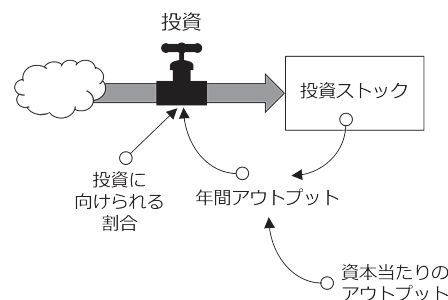 投資
投資ストック
投資に
向けられる
割合
年間アウトプット
資本当たりの
アウトプット